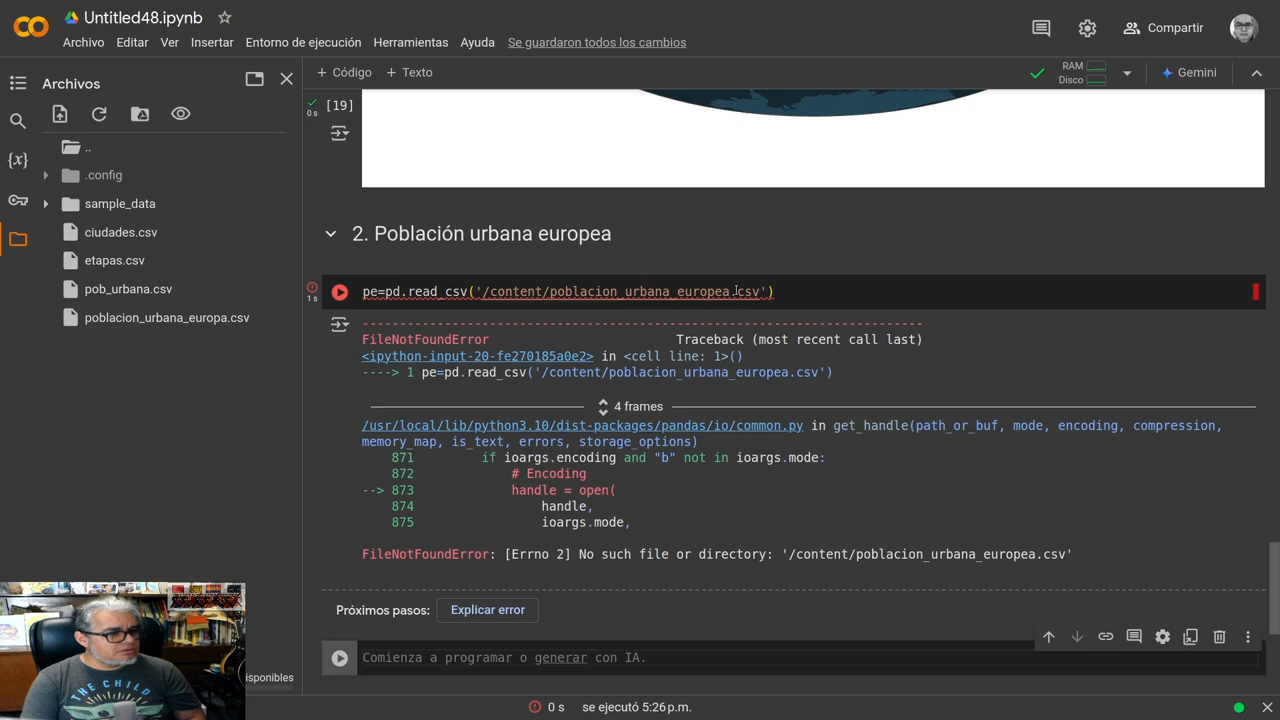 Untitled48.ipynb
Archivo Editar Ver Insertar Entorno de ejecución Herramientas Ayuda Se guardaron todos los cambios
Compartir
Archivos
+ Código + Texto
RAM
Disco
Gemini
..
.config
sample_data
ciudades.csv
etapas.csv
pob_urbana.csv
poblacion_urbana_europa.csv
[19]
0 s
2. Población urbana europea
1 s
pe=pd.read_csv('/content/poblacion_urbana_europea.csv')
---------------------------------------------------------------------------
FileNotFoundError Traceback (most recent call last)
<ipython-input-20-fe270185a0e2> in <cell line: 1>()
----> 1 pe=pd.read_csv('/content/poblacion_urbana_europea.csv')
4 frames
/usr/local/lib/python3.10/dist-packages/pandas/io/common.py in get_handle(path_or_buf, mode, encoding, compression,
memory_map, is_text, errors, storage_options)
871 if ioargs.encoding and "b" not in ioargs.mode:
872 # Encoding
--> 873 handle = open(
874 handle,
875 ioargs.mode,
FileNotFoundError: [Errno 2] No such file or directory: '/content/poblacion_urbana_europea.csv'
Próximos pasos: Explicar error
Comienza a programar o generar con IA.
THE CHILD
isponibles
0 s se ejecutó 5:26 p.m.